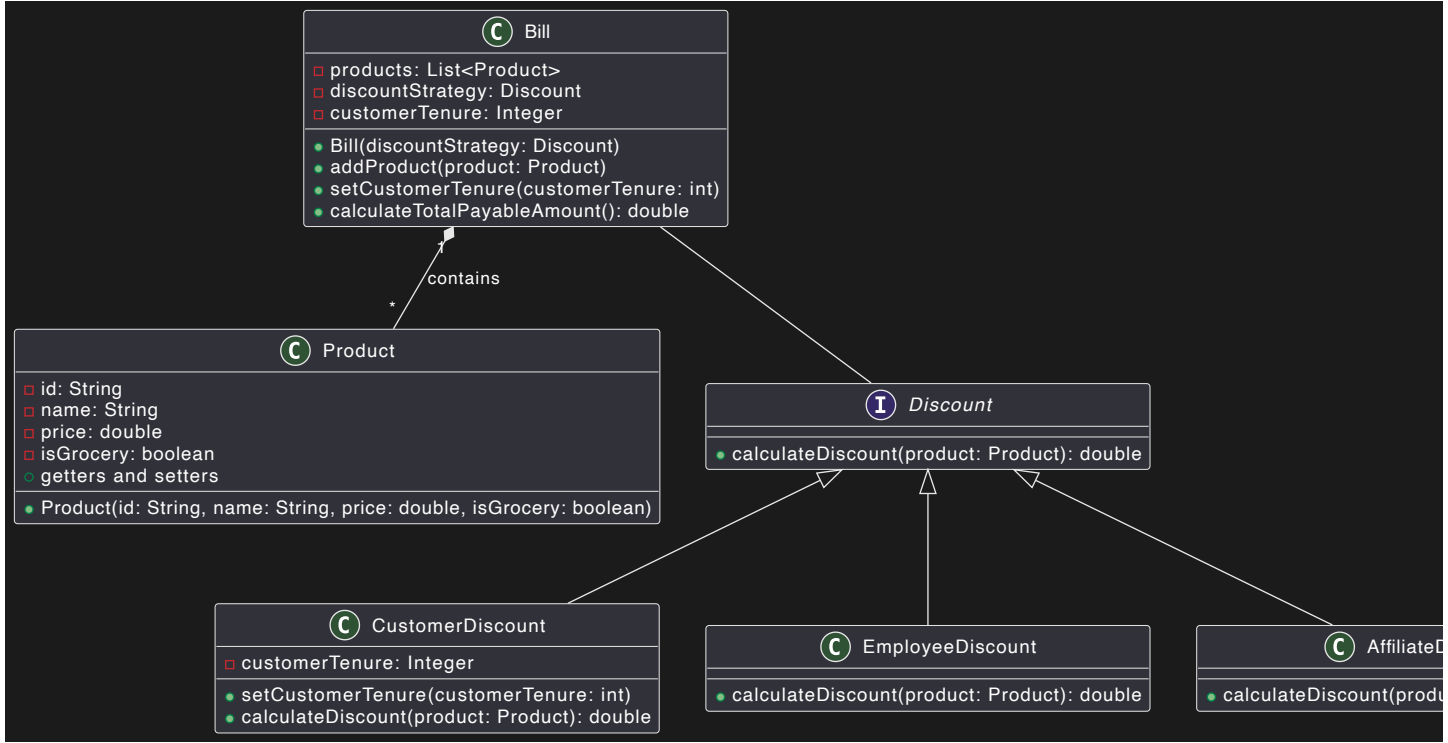 C Bill
products: List<Product>
discountStrategy: Discount
customerTenure: Integer
Bill(discountStrategy: Discount)
addProduct(product: Product)
setCustomerTenure(customerTenure: int)
calculateTotalPayableAmount(): double
1
contains
*
C Product
id: String
name: String
price: double
isGrocery: boolean
getters and setters
Product(id: String, name: String, price: double, isGrocery: boolean)
I Discount
calculateDiscount(product: Product): double
C CustomerDiscount
customerTenure: Integer
setCustomerTenure(customerTenure: int)
calculateDiscount(product: Product): double
C EmployeeDiscount
calculateDiscount(product: Product): double
C Affiliate
calculateDiscount(